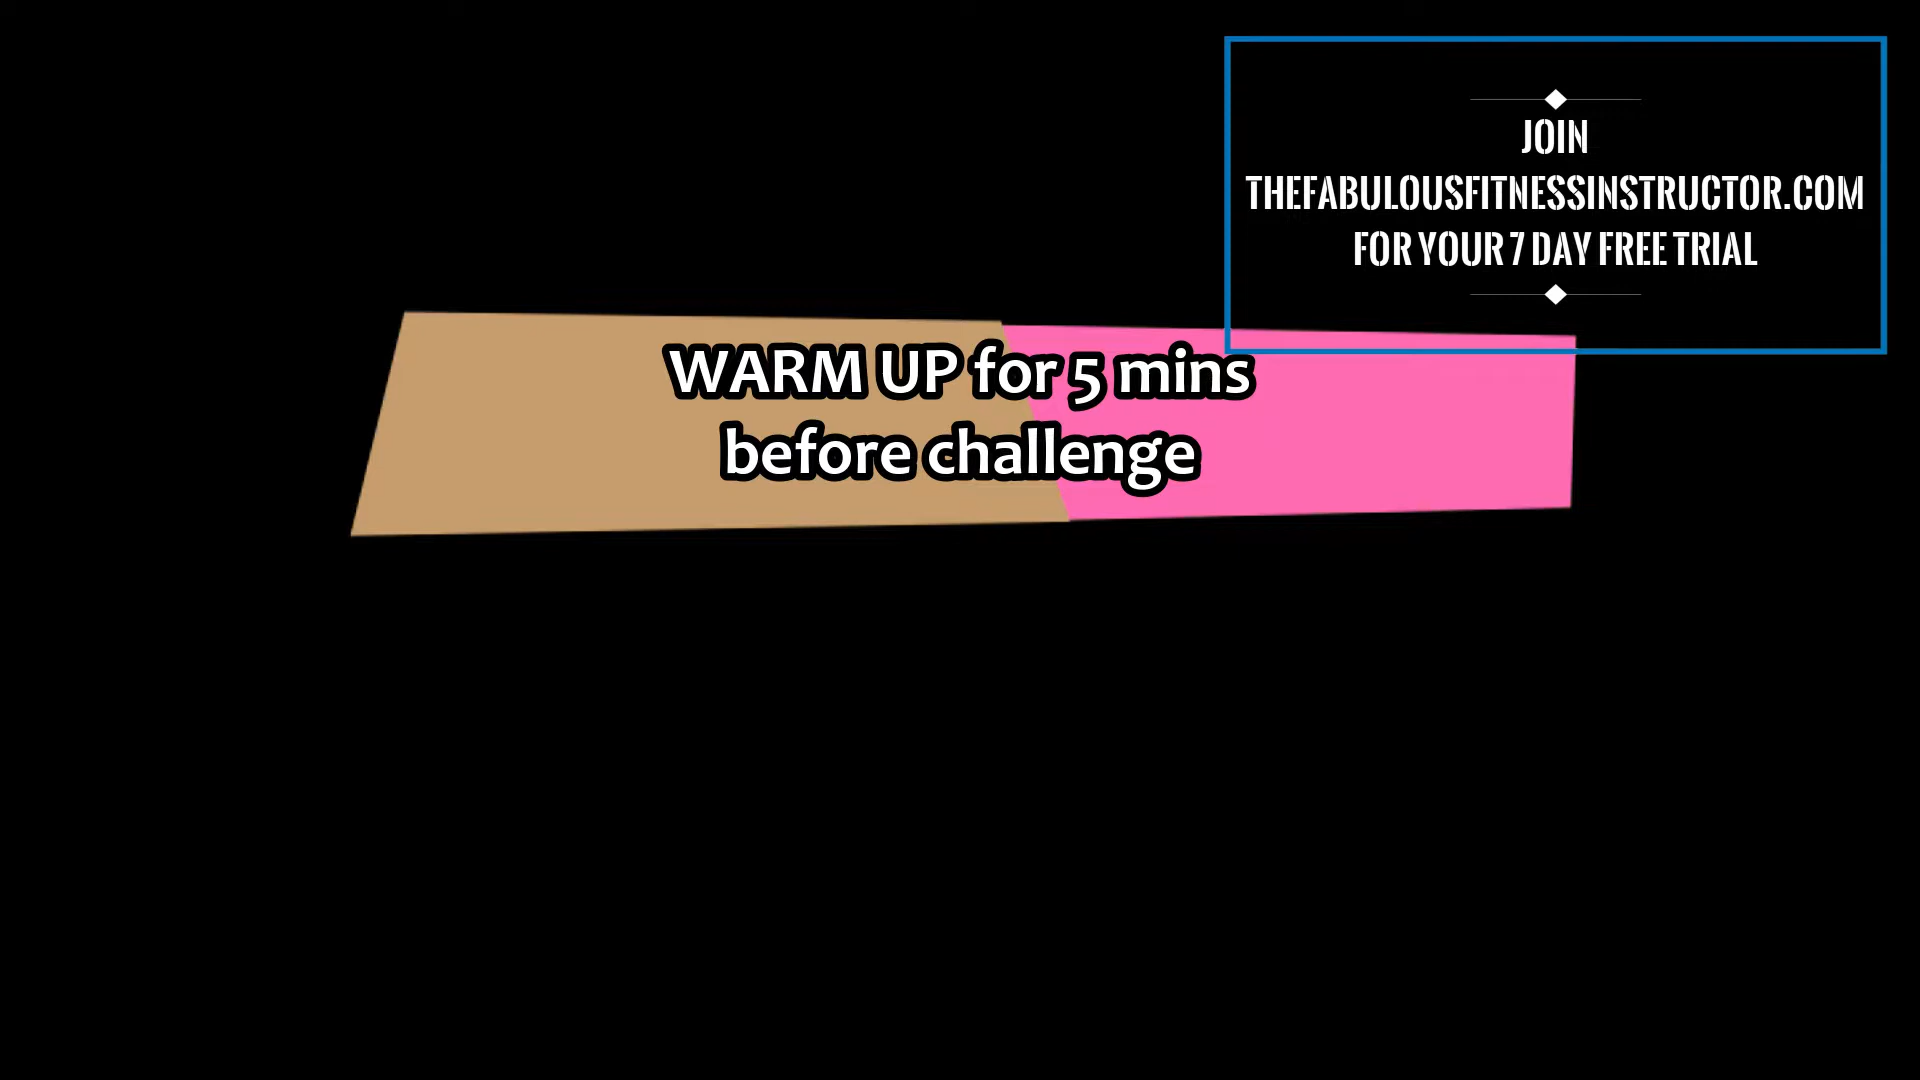 JOIN
THEFABULOUSFITNESSINSTRUCTOR.COM
FOR YOUR 7 DAY FREE TRIAL
WARM UP for 5 mins
before challenge